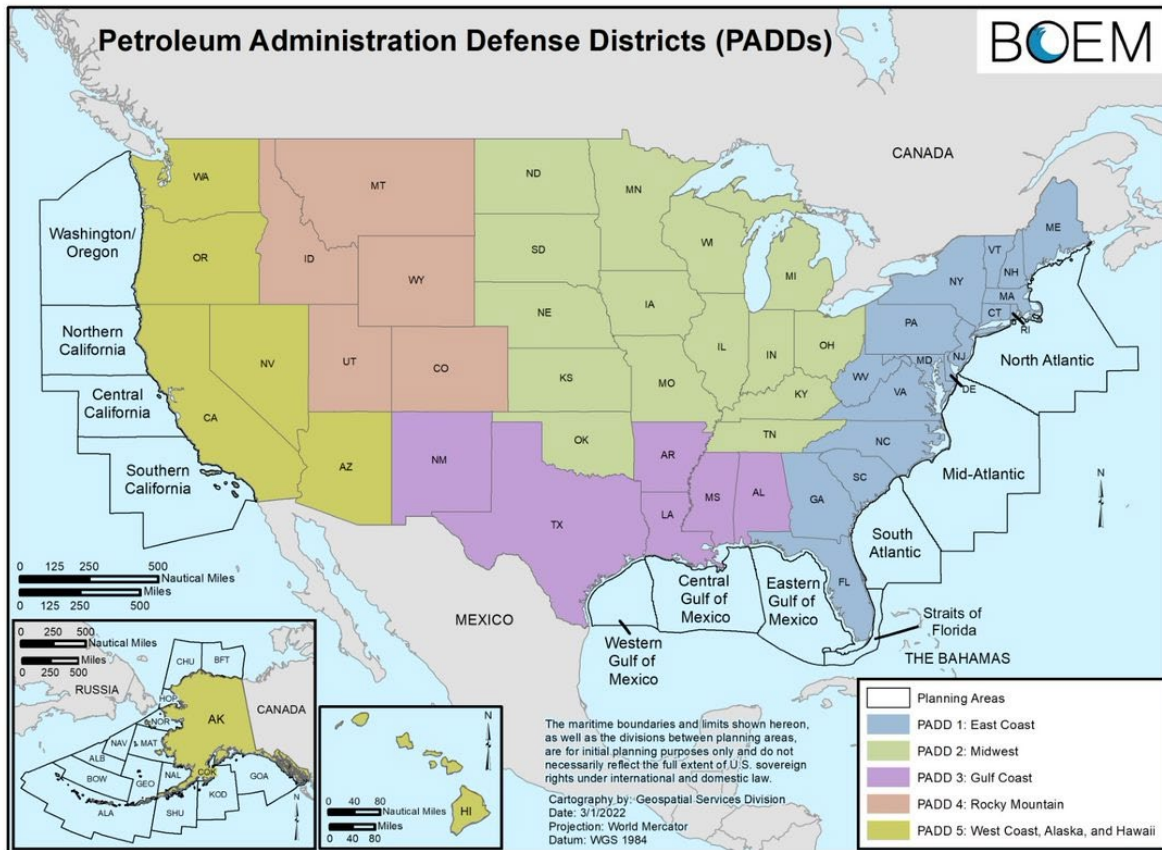 Petroleum Administration Defense Districts (PADDs)
BOEM
CANADA
WA
MT
ND
MN
ME
Washington/
Oregon
OR
ID
SD
WI
MI
VT
NH
NY
WY
MA
CT
RI
Northern
California
NV
UT
CO
NE
IA
IL
IN
OH
PA
NJ
MD
DE
North Atlantic
Central
California
CA
KS
MO
KY
WV
VA
Southern
California
AZ
NM
OK
AR
TN
NC
SC
Mid-Atlantic
N
TX
LA
MS
AL
GA
South
Atlantic
FL
0 125 250 500
Nautical Miles
Miles
0 125 250 500
MEXICO
Western
Gulf of
Mexico
Central
Gulf of
Mexico
Eastern
Gulf of
Mexico
Straits of
Florida
THE BAHAMAS
0 250 500
Nautical Miles
Miles
0 250 500
RUSSIA
CHU
BFT
HOP
NOR
AK
CANADA
NAV
MAT
ALB
BOW
GEO
NAL
COK
GOA
ALA
SHU
KOD
N
N
HI
0 40 80
Nautical Miles
Miles
0 40 80
The maritime boundaries and limits shown hereon,
as well as the divisions between planning areas,
are for initial planning purposes only and do not
necessarily reflect the full extent of U.S. sovereign
rights under international and domestic law.
Cartography by: Geospatial Services Division
Date: 3/1/2022
Projection: World Mercator
Datum: WGS 1984
Planning Areas
PADD 1: East Coast
PADD 2: Midwest
PADD 3: Gulf Coast
PADD 4: Rocky Mountain
PADD 5: West Coast, Alaska, and Hawaii